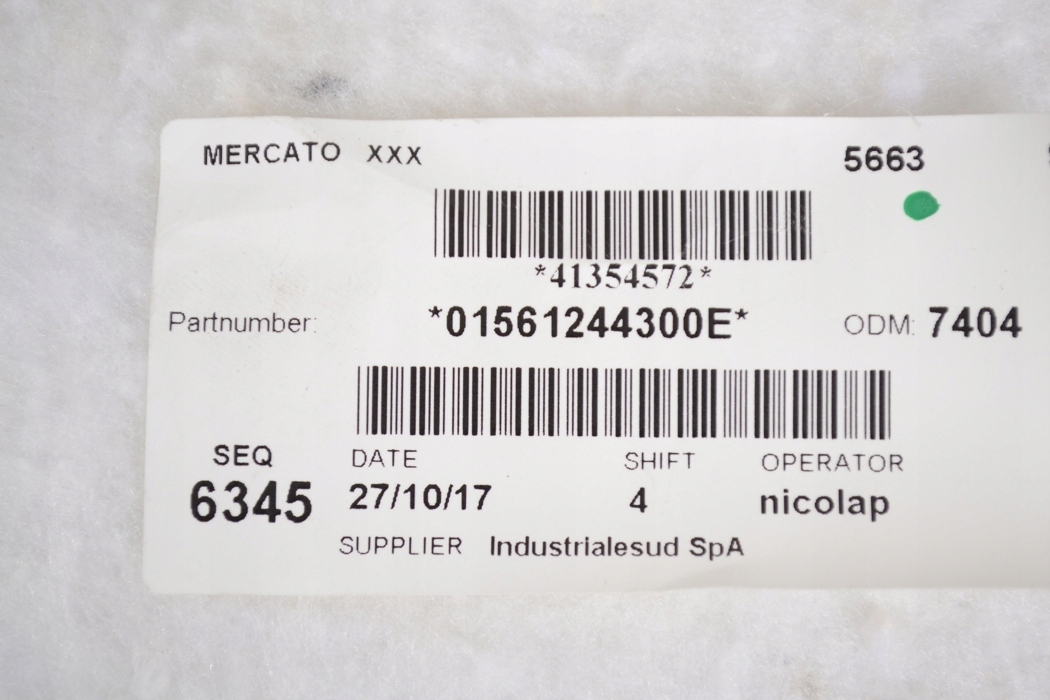 MERCATO XXX 5663
*41354572*
Partnumber: *01561244300E* ODM: 7404
SEQ DATE SHIFT OPERATOR
6345 27/10/17 4 nicolap
SUPPLIER Industrialesud SpA